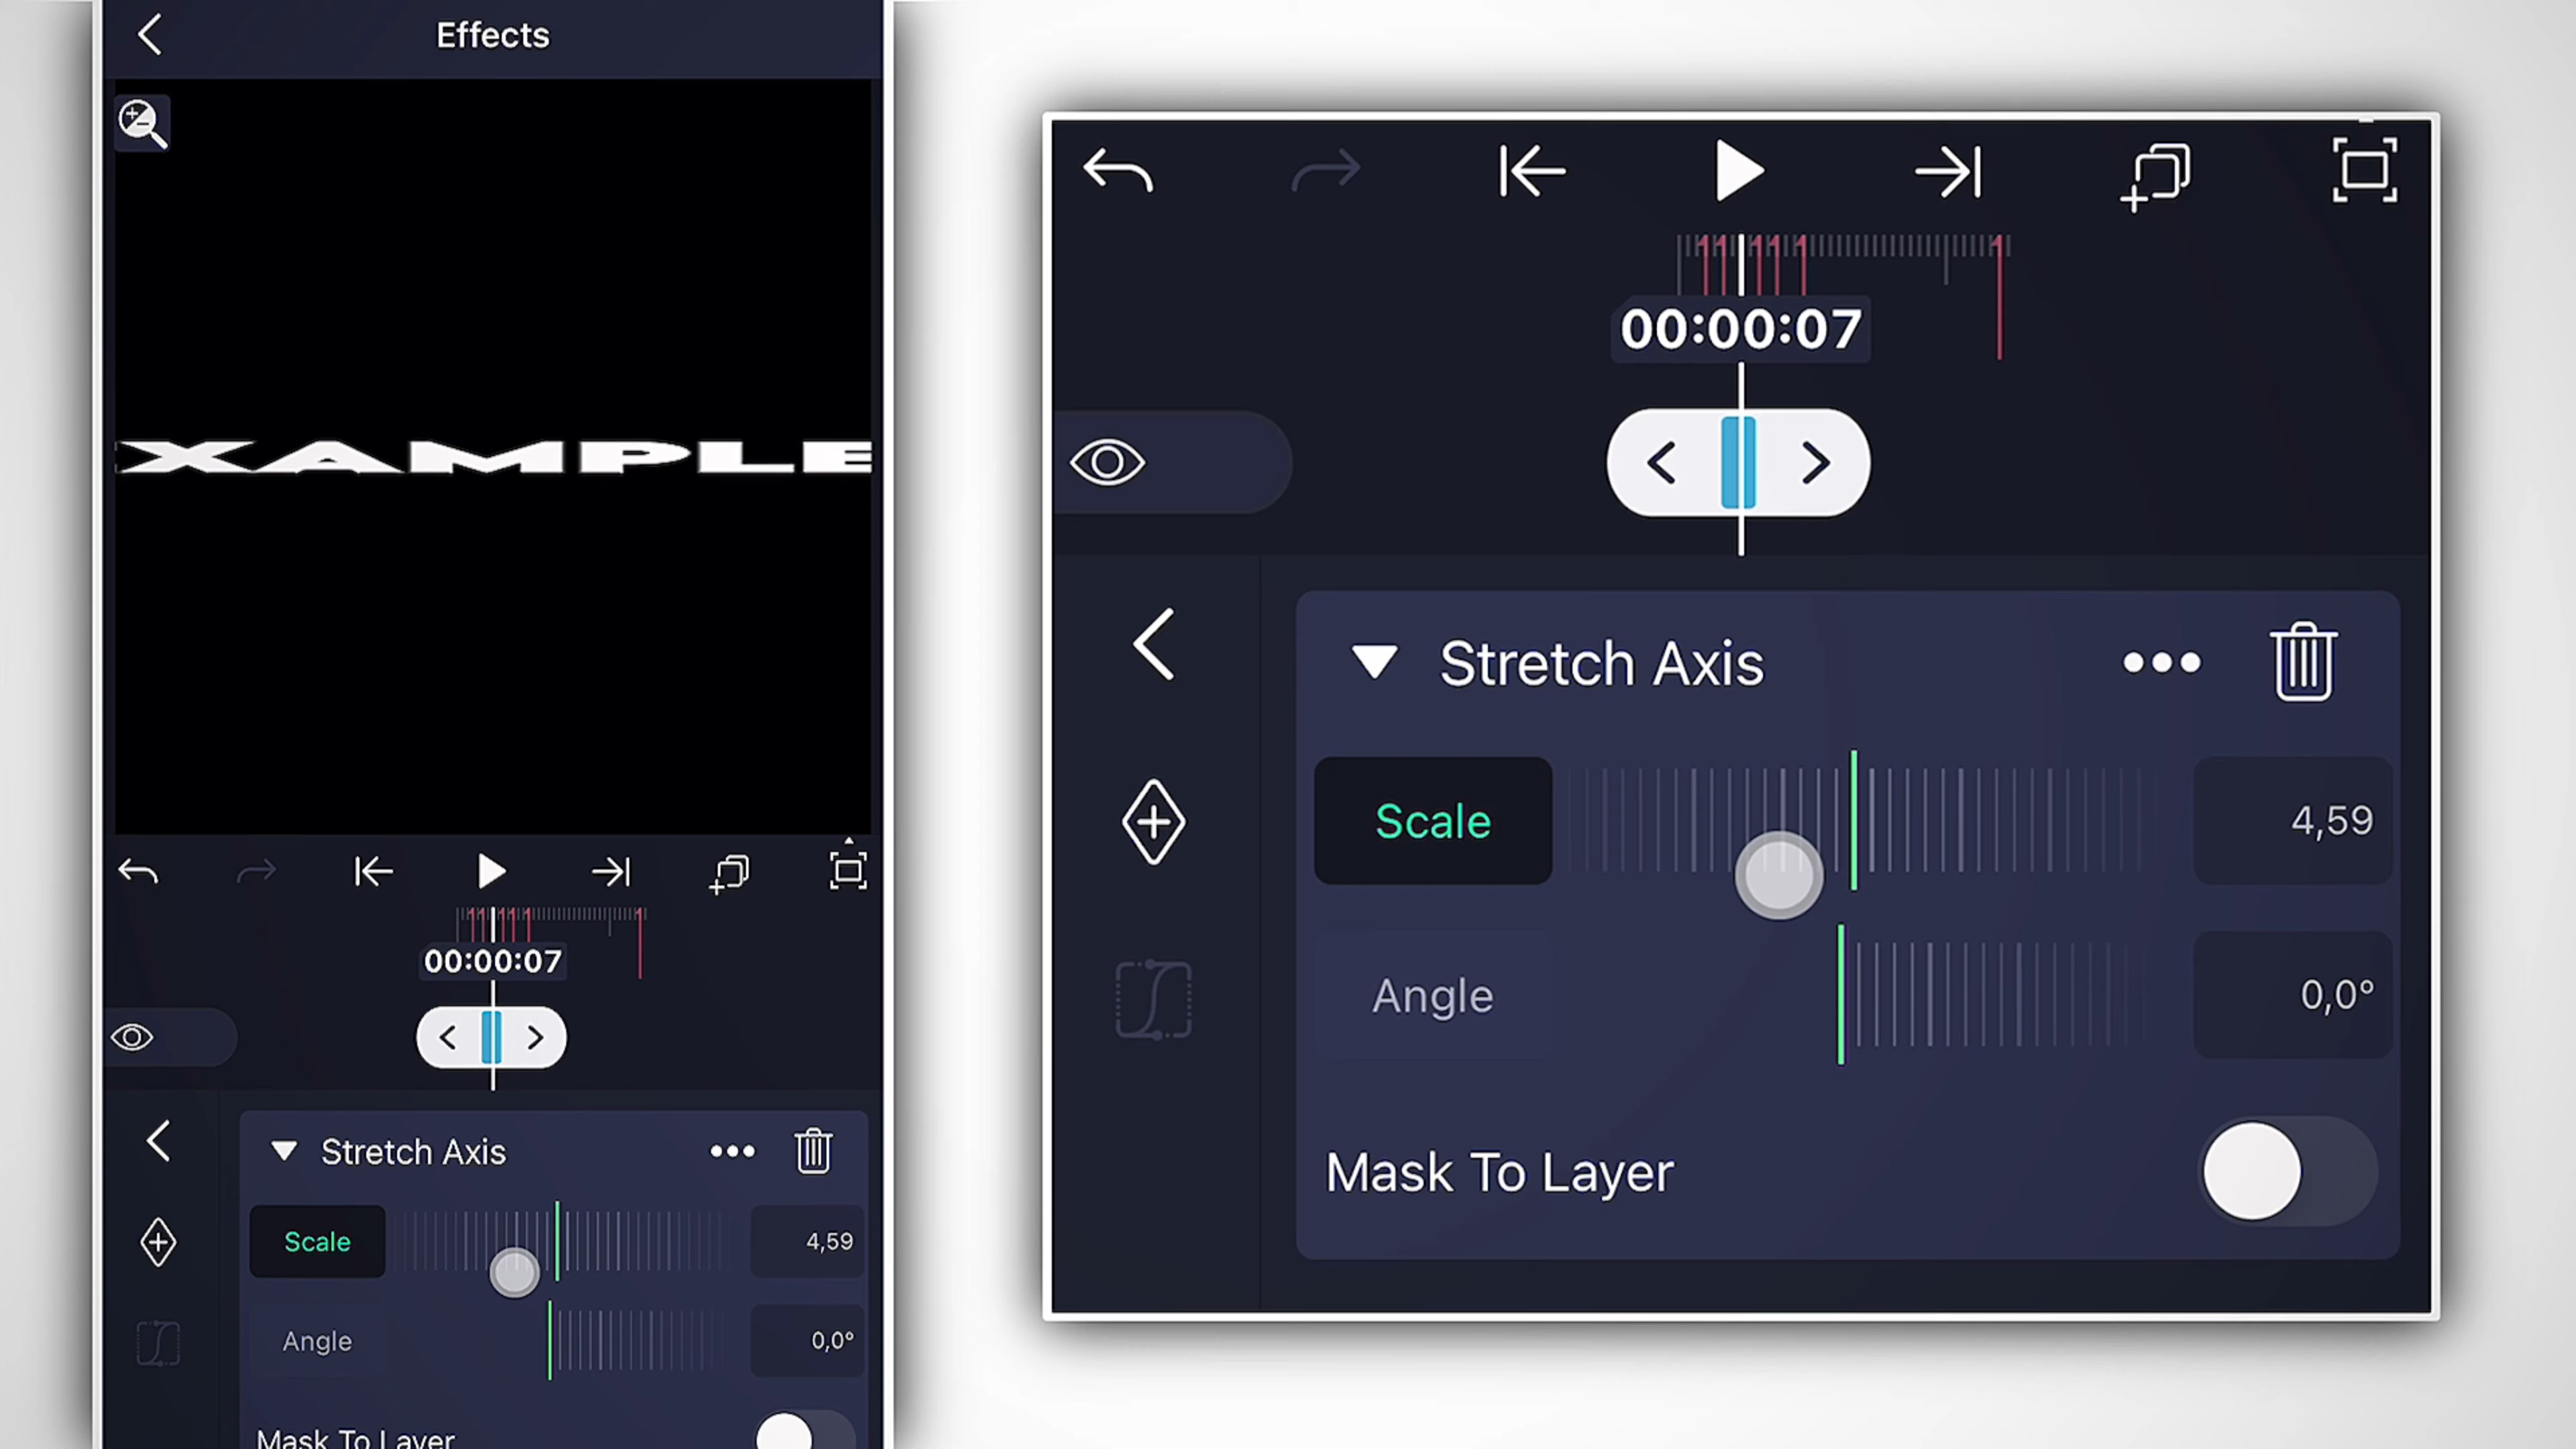 Effects
XAMPLE
00:00:07
Stretch Axis
Scale
4,59
Angle
0,0°
Mask To Layer
00:00:07
Stretch Axis
Scale
4,59
Angle
0,0°
Mask To Layer